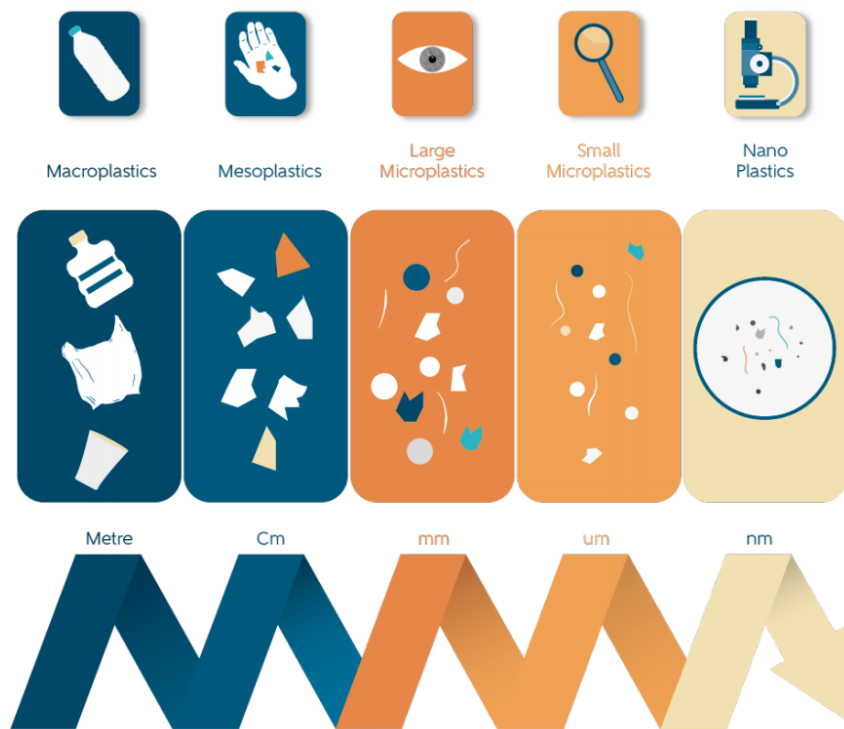 Macroplastics
Mesoplastics
Large
Microplastics
Small
Microplastics
Nano
Plastics
Metre
Cm
mm
um
nm